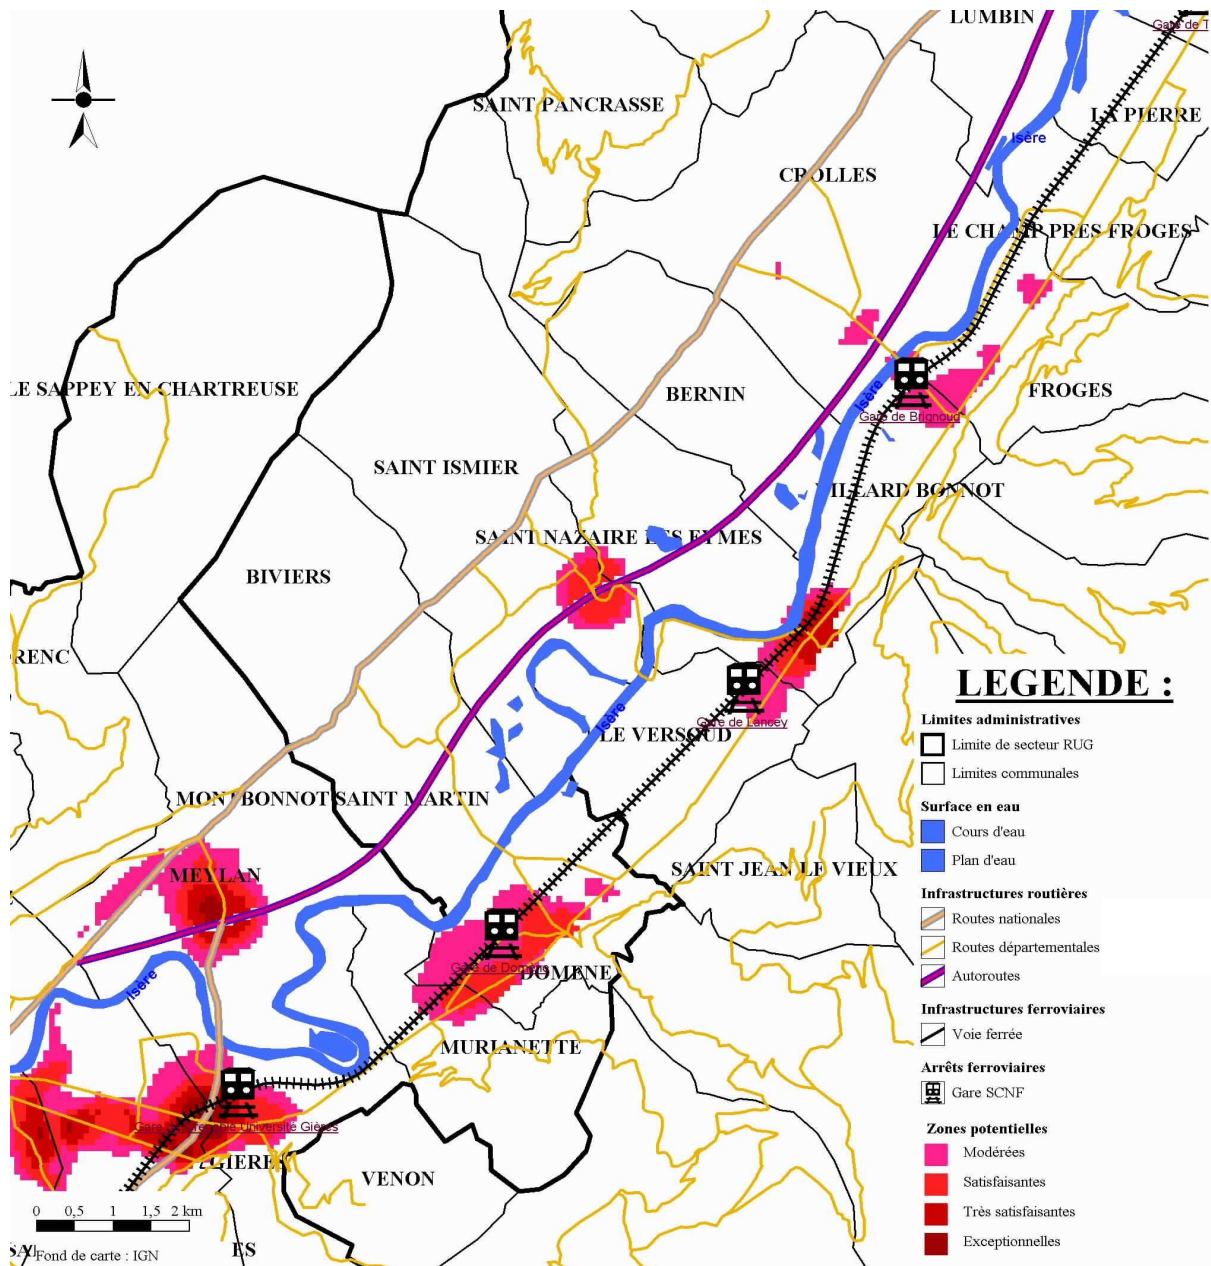 LUMBIN
Gare de T
SAINT PANCRASSE
LA PIERRE
Isère
CROLLES
LE CHAMP PRES FROGES
LE SAPPEY EN CHARTREUSE
BERNIN
Isère
FROGES
Gare de Brignoud
SAINT ISMIER
VILLARD BONNOT
SAINT NAZAIRE LES EYMES
BIVIERS
RENC
Isère
Gare de Lancey
LE VERSOUD
MONTBONNOT SAINT MARTIN
SAINT JEAN LE VIEUX
MEYLAN
Gare de Domène
DOMENE
Isère
MURIANETTE
Université Gières
GIERES
VENON
ES
0 0,5 1 1,5 2 km
Fond de carte : IGN
LEGENDE :
Limites administratives
Limite de secteur RUG
Limites communales
Surface en eau
Cours d'eau
Plan d'eau
Infrastructures routières
Routes nationales
Routes départementales
Autoroutes
Infrastructures ferroviaires
Voie ferrée
Arrêts ferroviaires
Gare SCNF
Zones potentielles
Modérées
Satisfaisantes
Très satisfaisantes
Exceptionnelles